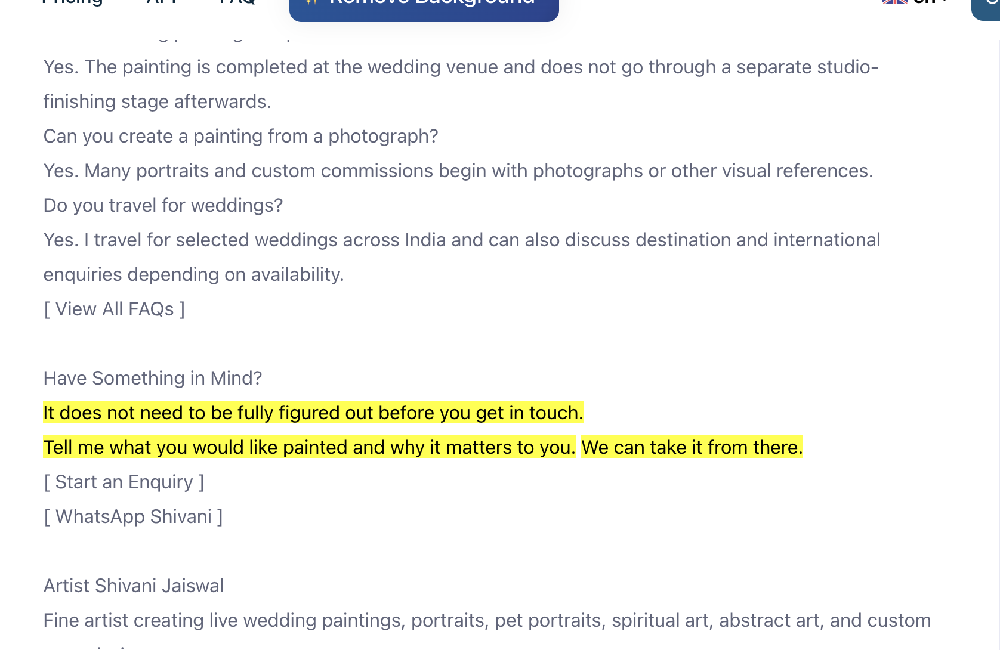 Pricing API FAQ Remove Background en
Yes. The painting is completed at the wedding venue and does not go through a separate studio-
finishing stage afterwards.
Can you create a painting from a photograph?
Yes. Many portraits and custom commissions begin with photographs or other visual references.
Do you travel for weddings?
Yes. I travel for selected weddings across India and can also discuss destination and international
enquiries depending on availability.
[ View All FAQs ]
Have Something in Mind?
It does not need to be fully figured out before you get in touch.
Tell me what you would like painted and why it matters to you. We can take it from there.
[ Start an Enquiry ]
[ WhatsApp Shivani ]
Artist Shivani Jaiswal
Fine artist creating live wedding paintings, portraits, pet portraits, spiritual art, abstract art, and custom